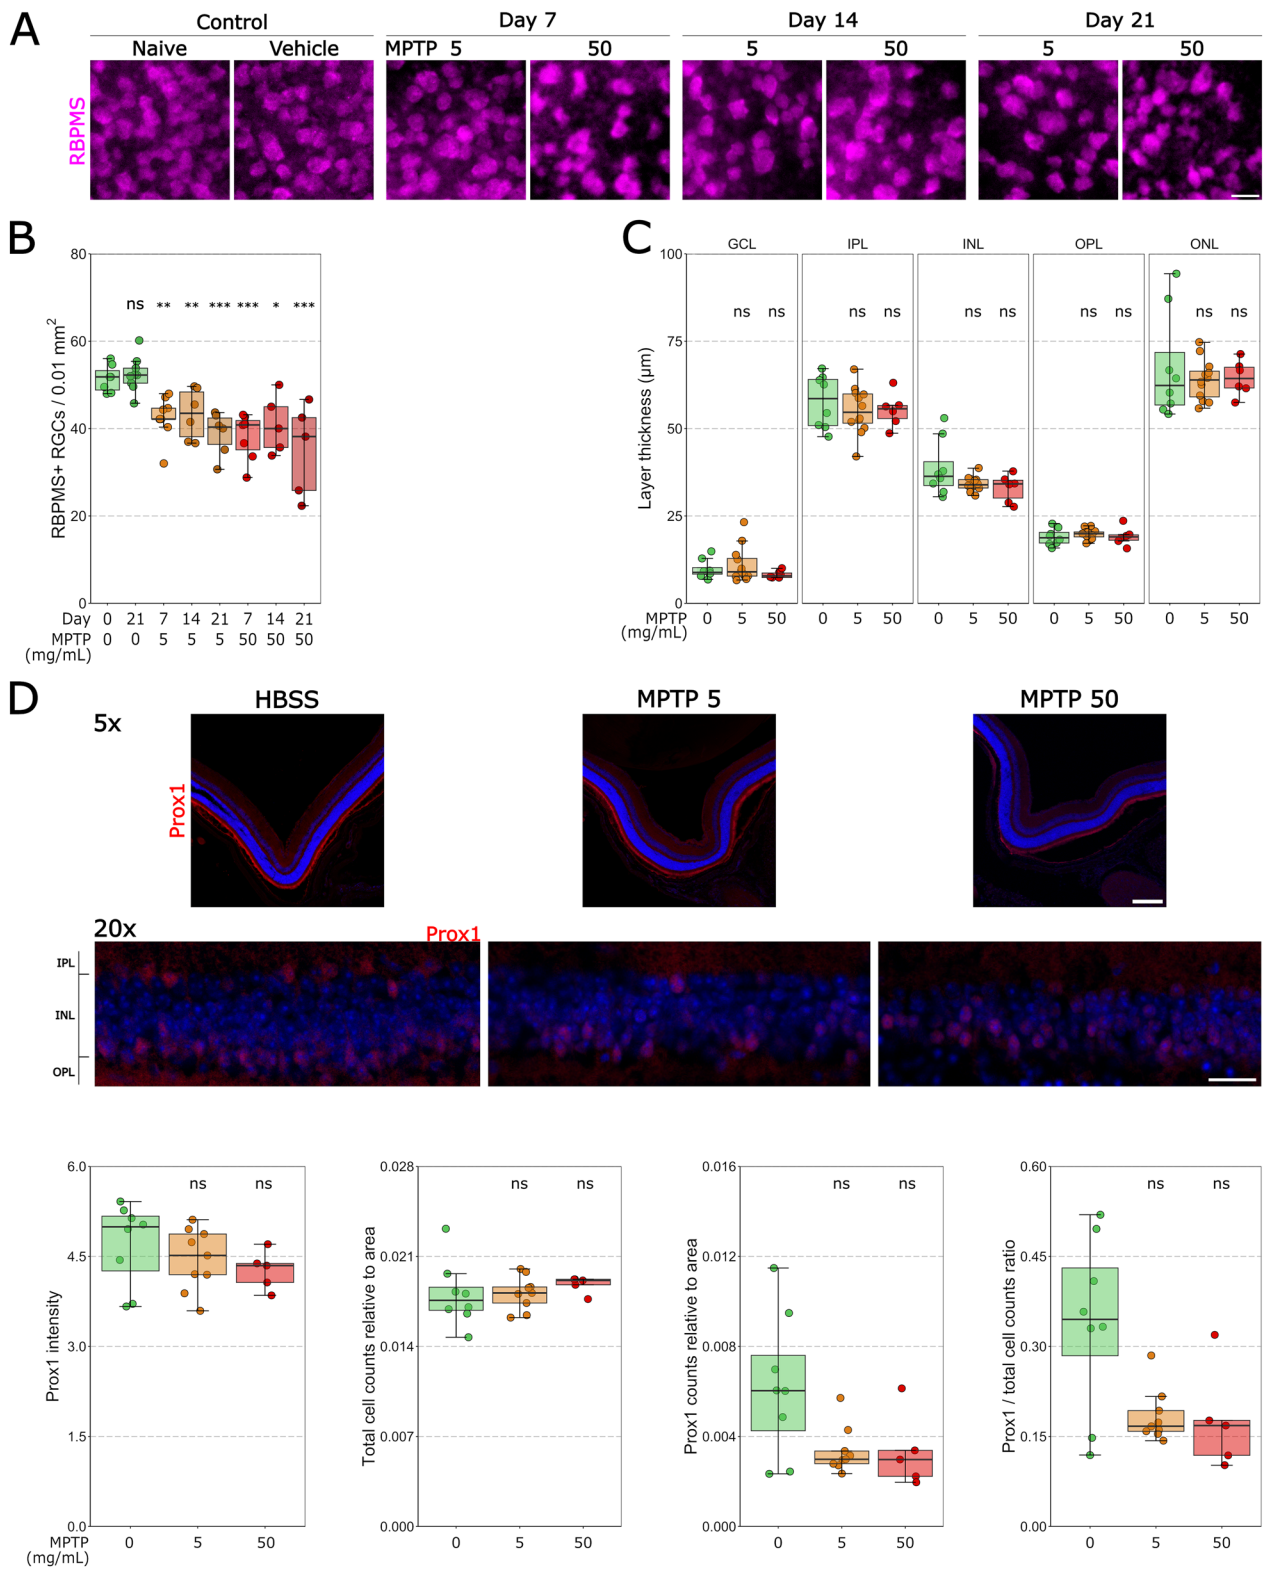 A
Control
Day 7
Day 14
Day 21
Naive
Vehicle
MPTP 5
50
5
50
5
50
RBPMS
B
80
60
40
20
0
RBPMS+ RGCs / 0.01 mm²
ns ** ** *** *** * ***
Day 0 21 7 14 21 7 14 21
MPTP 0 0 5 5 5 50 50 50
(mg/mL)
C
GCL IPL INL OPL ONL
100
75
50
25
0
Layer thickness (µm)
ns ns ns ns ns ns ns ns ns ns
MPTP 0 5 50 0 5 50 0 5 50 0 5 50 0 5 50
(mg/mL)
D
HBSS
MPTP 5
MPTP 50
5x
Prox1
20x
Prox1
IPL
INL
OPL
6.0
4.5
3.0
1.5
0.0
Prox1 intensity
ns ns
MPTP 0 5 50
(mg/mL)
0.028
0.021
0.014
0.007
0.000
Total cell counts relative to area
ns ns
0 5 50
0.016
0.012
0.008
0.004
0.000
Prox1 counts relative to area
ns ns
0 5 50
0.60
0.45
0.30
0.15
0.00
Prox1 / total cell counts ratio
ns ns
0 5 50